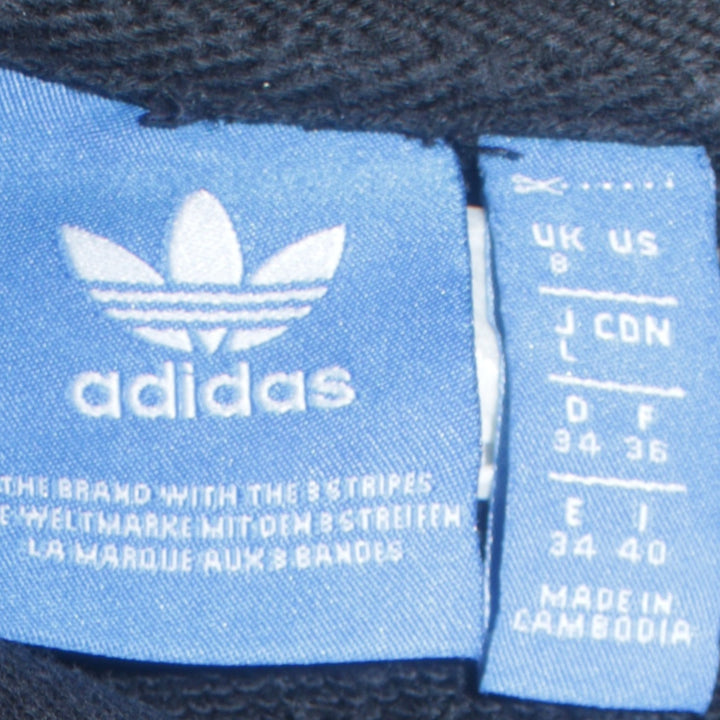 adidas
THE BRAND WITH THE 3 STRIPES
E WELTMARKE MIT DEN 3 STREIFEN
LA MARQUE AUX 3 BANDES
UK US
8
J CDN
L
D F
34 36
E I
34 40
MADE IN
CAMBODIA